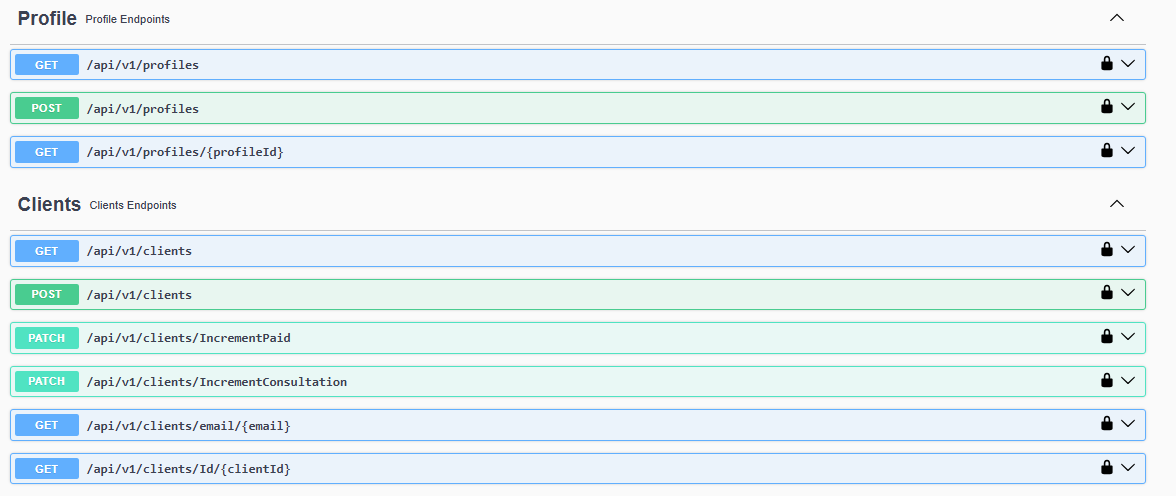 Profile Profile Endpoints
GET /api/v1/profiles
POST /api/v1/profiles
GET /api/v1/profiles/{profileId}
Clients Clients Endpoints
GET /api/v1/clients
POST /api/v1/clients
PATCH /api/v1/clients/IncrementPaid
PATCH /api/v1/clients/IncrementConsultation
GET /api/v1/clients/email/{email}
GET /api/v1/clients/Id/{clientId}